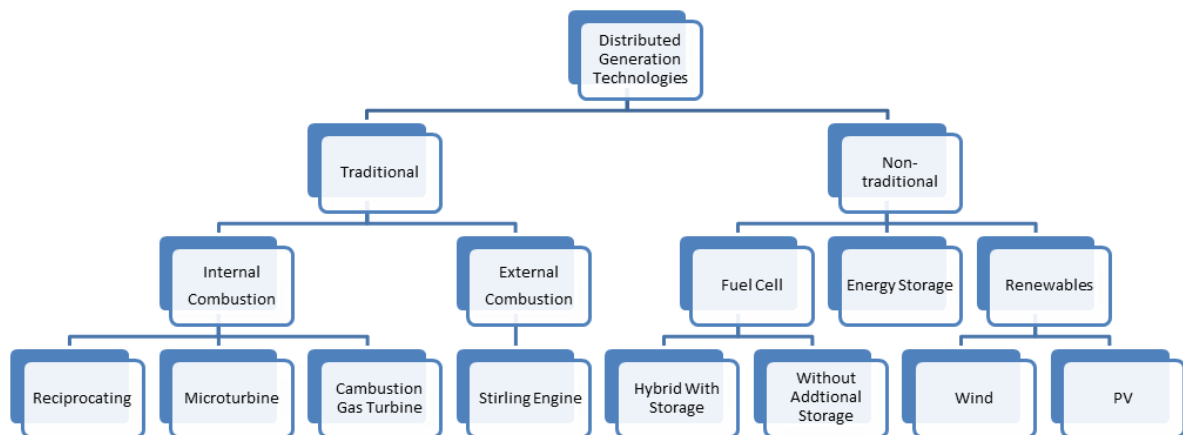 Distributed
Generation
Technologies
Traditional
Non-
traditional
Internal
Combustion
External
Combustion
Fuel Cell
Energy Storage
Renewables
Reciprocating
Microturbine
Cambustion
Gas Turbine
Stirling Engine
Hybrid With
Storage
Without
Addtional
Storage
Wind
PV